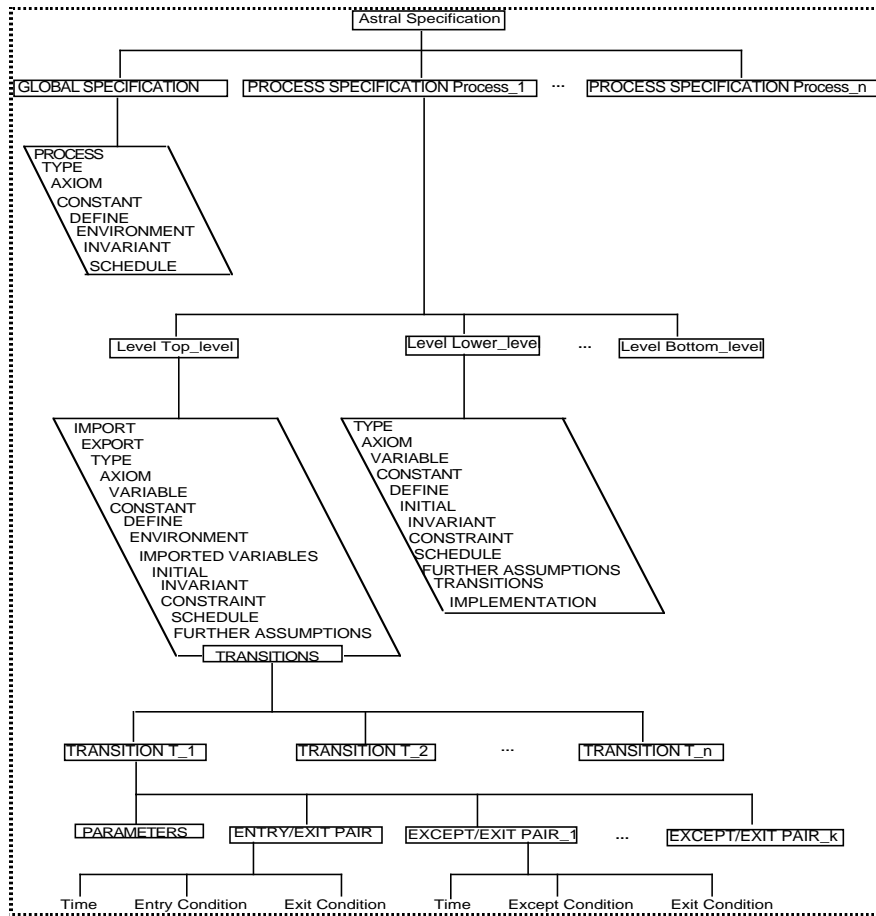 Astral Specification
GLOBAL SPECIFICATION
PROCESS SPECIFICATION Process_1
...
PROCESS SPECIFICATION Process_n
PROCESS
TYPE
AXIOM
CONSTANT
DEFINE
ENVIRONMENT
INVARIANT
SCHEDULE
Level Top_level
Level Lower_level
...
Level Bottom_level
IMPORT
EXPORT
TYPE
AXIOM
VARIABLE
CONSTANT
DEFINE
ENVIRONMENT
IMPORTED VARIABLES
INITIAL
INVARIANT
CONSTRAINT
SCHEDULE
FURTHER ASSUMPTIONS
TRANSITIONS
TYPE
AXIOM
VARIABLE
CONSTANT
DEFINE
INITIAL
INVARIANT
CONSTRAINT
SCHEDULE
FURTHER ASSUMPTIONS
TRANSITIONS
IMPLEMENTATION
TRANSITION T_1
TRANSITION T_2
...
TRANSITION T_n
PARAMETERS
ENTRY/EXIT PAIR
EXCEPT/EXIT PAIR_1
...
EXCEPT/EXIT PAIR_k
Time
Entry Condition
Exit Condition
Time
Except Condition
Exit Condition